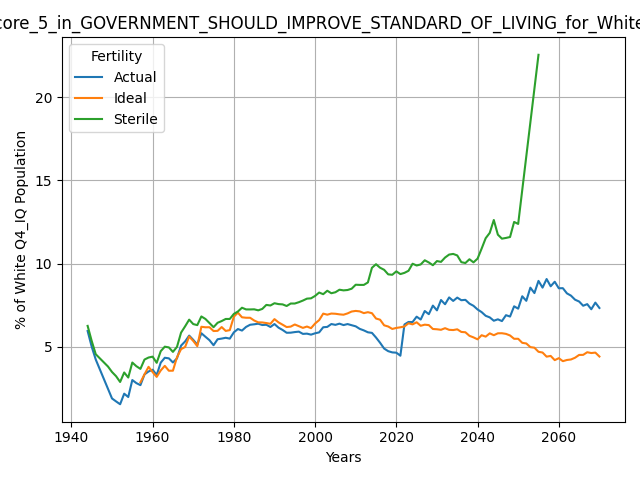 core_5_in_GOVERNMENT_SHOULD_IMPROVE_STANDARD_OF_LIVING_for_White
Fertility
Actual
Ideal
Sterile
% of White Q4_IQ Population
20
15
10
5
1940 1960 1980 2000 2020 2040 2060
Years